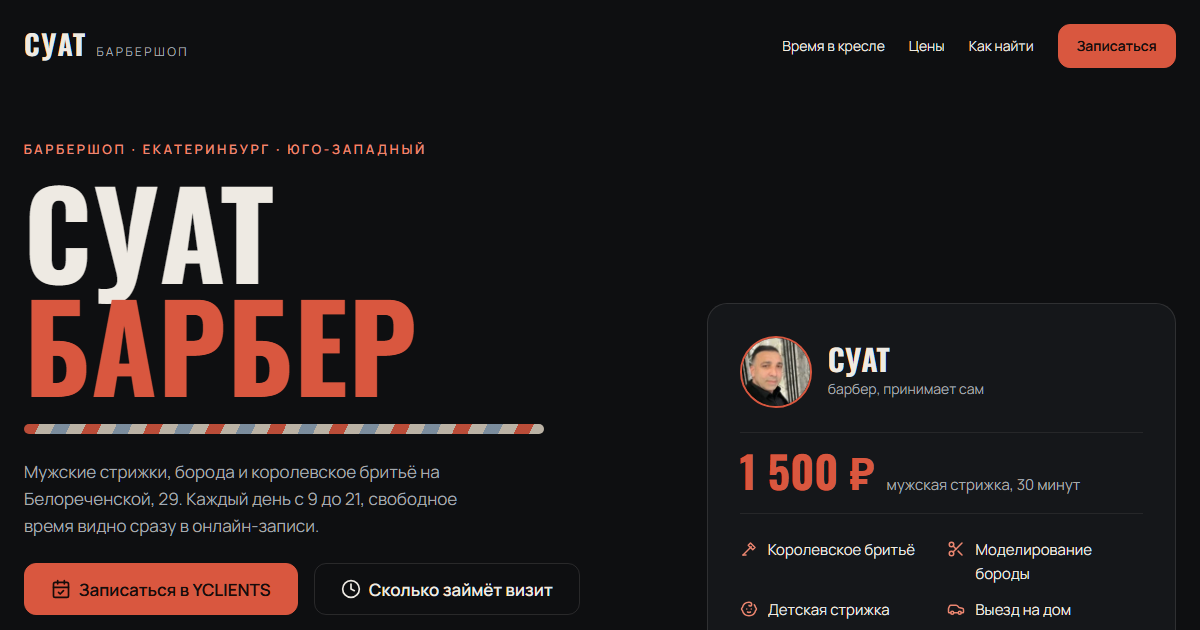 СУАТ БАРБЕРШОП
Время в кресле Цены Как найти Записаться
БАРБЕРШОП · ЕКАТЕРИНБУРГ · ЮГО-ЗАПАДНЫЙ
СУАТ
БАРБЕР
Мужские стрижки, борода и королевское бритьё на
Белореченской, 29. Каждый день с 9 до 21, свободное
время видно сразу в онлайн-записи.
Записаться в YCLIENTS
Сколько займёт визит
СУАТ
барбер, принимает сам
1 500 ₽ мужская стрижка, 30 минут
Королевское бритьё
Моделирование
бороды
Детская стрижка
Выезд на дом